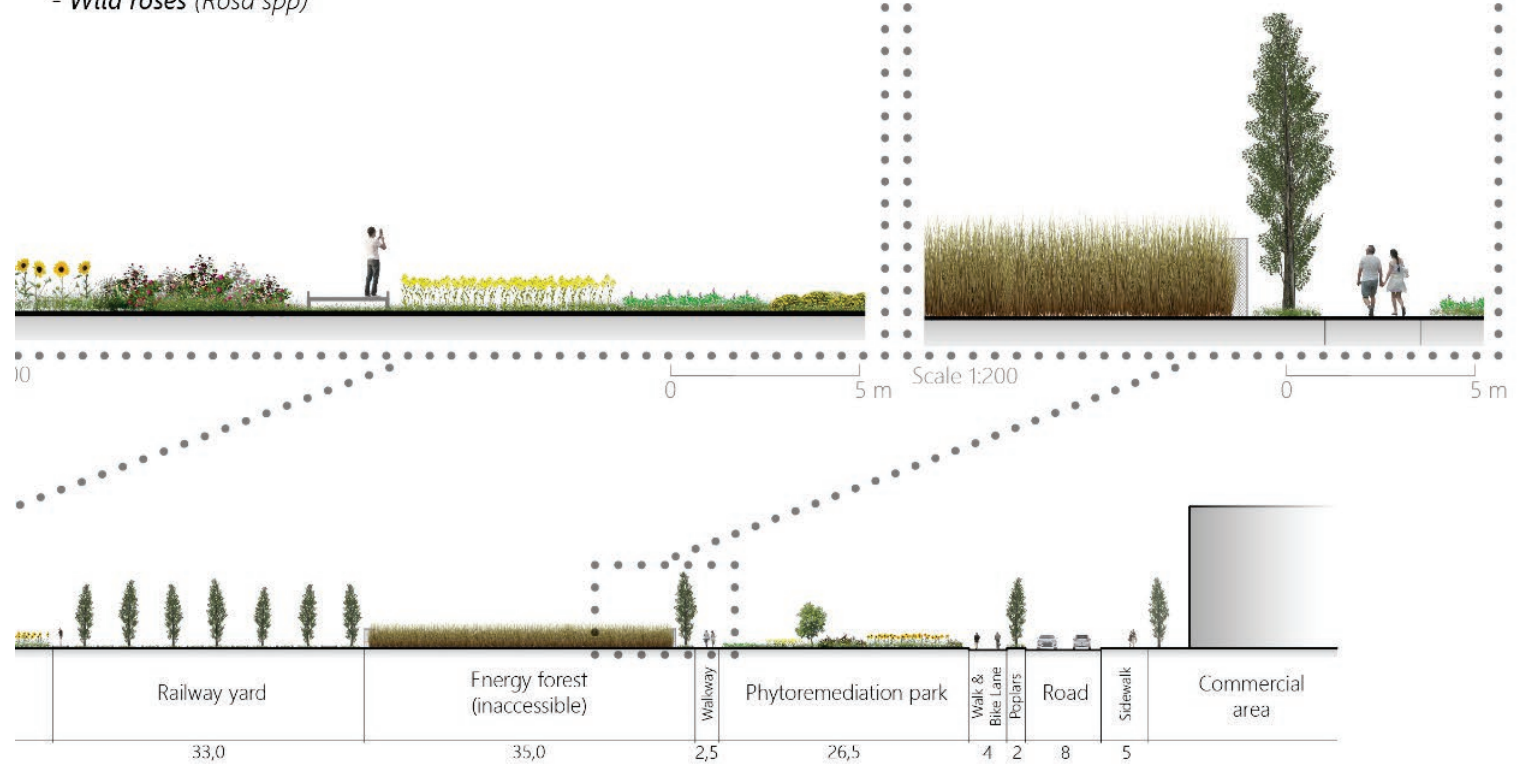 - Wild roses (Rosa spp)
00
0
5 m
Scale 1:200
0
5 m
Railway yard
Energy forest
(inaccessible)
Walkway
Phytoremediation park
Walk &
Bike Lane
Poplars
Road
Sidewalk
Commercial
area
33,0
35,0
2,5
26,5
4
2
8
5